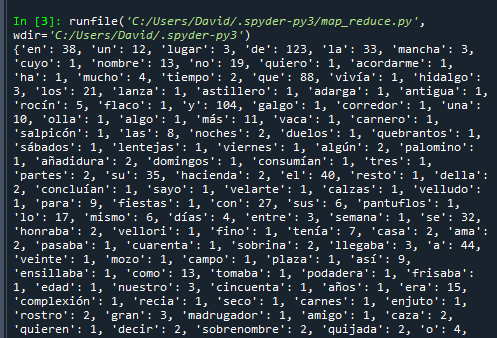 In [3]: runfile('C:/Users/David/.spyder-py3/map_reduce.py',
wdir='C:/Users/David/.spyder-py3')
{'en': 38, 'un': 12, 'lugar': 3, 'de': 123, 'la': 33, 'mancha': 3,
'cuyo': 1, 'nombre': 13, 'no': 19, 'quiero': 1, 'acordarme': 1,
'ha': 1, 'mucho': 4, 'tiempo': 2, 'que': 88, 'vivía': 1, 'hidalgo':
3, 'los': 21, 'lanza': 1, 'astillero': 1, 'adarga': 1, 'antigua': 1,
'rocín': 5, 'flaco': 1, 'y': 104, 'galgo': 1, 'corredor': 1, 'una':
10, 'olla': 1, 'algo': 1, 'más': 11, 'vaca': 1, 'carnero': 1,
'salpicón': 1, 'las': 8, 'noches': 2, 'duelos': 1, 'quebrantos': 1,
'sábados': 1, 'lentejas': 1, 'viernes': 1, 'algún': 2, 'palomino':
1, 'añadidura': 2, 'domingos': 1, 'consumían': 1, 'tres': 1,
'partes': 2, 'su': 35, 'hacienda': 2, 'el': 40, 'resto': 1, 'della':
2, 'concluían': 1, 'sayo': 1, 'velarte': 1, 'calzas': 1, 'velludo':
1, 'para': 9, 'fiestas': 1, 'con': 27, 'sus': 6, 'pantuflos': 1,
'lo': 17, 'mismo': 6, 'días': 4, 'entre': 3, 'semana': 1, 'se': 32,
'honraba': 2, 'vellori': 1, 'fino': 1, 'tenía': 7, 'casa': 2, 'ama':
2, 'pasaba': 1, 'cuarenta': 1, 'sobrina': 2, 'llegaba': 3, 'a': 44,
'veinte': 1, 'mozo': 1, 'campo': 1, 'plaza': 1, 'así': 9,
'ensillaba': 1, 'como': 13, 'tomaba': 1, 'podadera': 1, 'frisaba':
1, 'edad': 1, 'nuestro': 3, 'cincuenta': 1, 'años': 1, 'era': 15,
'complexión': 1, 'recia': 1, 'seco': 1, 'carnes': 1, 'enjuto': 1,
'rostro': 2, 'gran': 3, 'madrugador': 1, 'amigo': 1, 'caza': 2,
'quieren': 1, 'decir': 2, 'sobrenombre': 2, 'quijada': 2, 'o': 4,